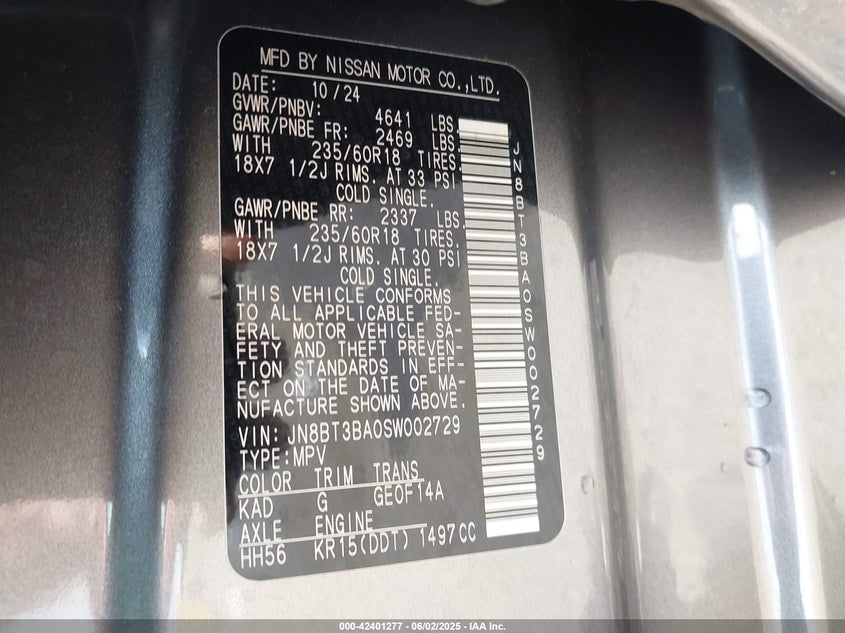 MFD BY NISSAN MOTOR CO.,LTD.
DATE: 10/24
GVWR/PNBV: 4641 LBS.
GAWR/PNBE FR: 2469 LBS.
WITH 235/60R18 TIRES.
18X7 1/2J RIMS. AT 33 PSI
COLD SINGLE.
GAWR/PNBE RR: 2337 LBS.
WITH 235/60R18 TIRES.
18X7 1/2J RIMS. AT 30 PSI
COLD SINGLE.
THIS VEHICLE CONFORMS
TO ALL APPLICABLE FED-
ERAL MOTOR VEHICLE SA-
FETY AND THEFT PREVEN-
TION STANDARDS IN EFF-
ECT ON THE DATE OF MA-
NUFACTURE SHOWN ABOVE.
VIN: JN8BT3BA0SW002729
TYPE:MPV
COLOR TRIM TRANS
KAD G GE0F14A
AXLE ENGINE
HH56 KR15(DDT) 1497CC
JN8BT3BA0SW002729
000-42401277 - 06/02/2025 - IAA Inc.